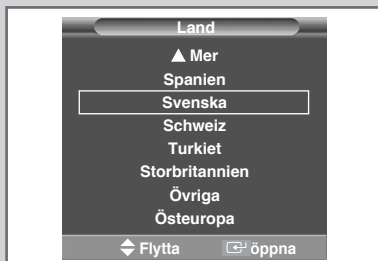 Land
▲ Mer
Spanien
Svenska
Schweiz
Turkiet
Storbritannien
Övriga
Östeuropa
Flytta öppna